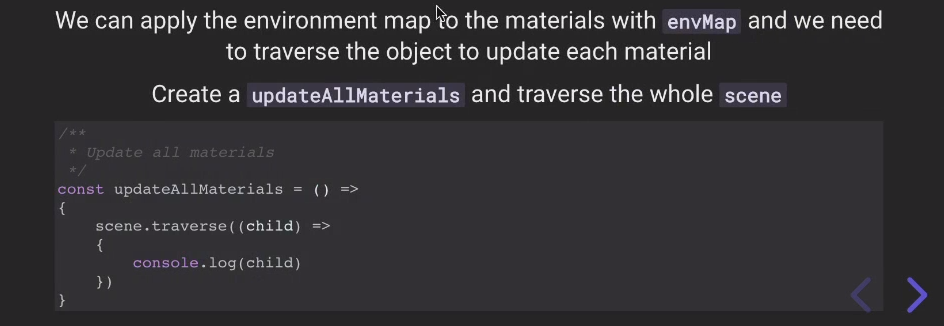 We can apply the environment map to the materials with envMap and we need
to traverse the object to update each material
Create a updateAllMaterials and traverse the whole scene
/**
 * Update all materials
 */
const updateAllMaterials = () =>
{
    scene.traverse((child) =>
    {
        console.log(child)
    })
}